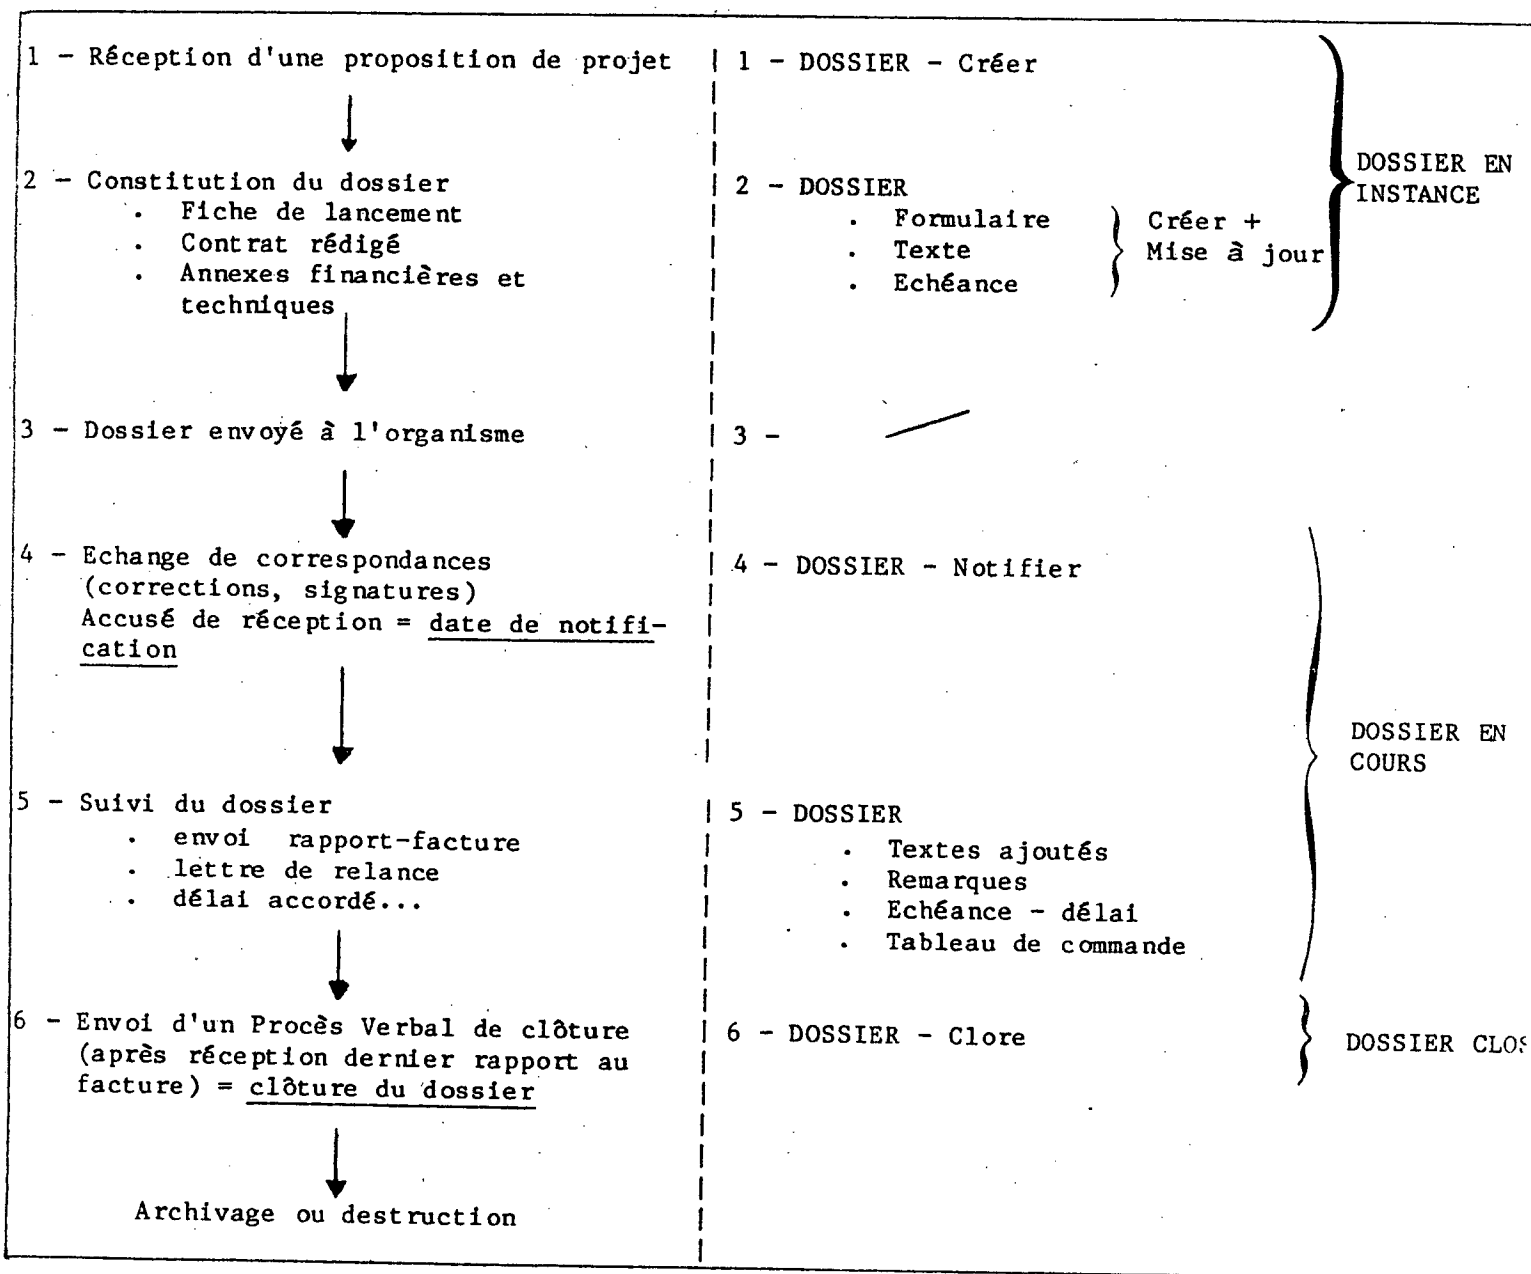 1 - Réception d'une proposition de projet
2 - Constitution du dossier
. Fiche de lancement
. Contrat rédigé
. Annexes financières et
techniques
3 - Dossier envoyé à l'organisme
4 - Echange de correspondances
(corrections, signatures)
Accusé de réception = date de notifi-
cation
5 - Suivi du dossier
. envoi rapport-facture
. lettre de relance
. délai accordé...
6 - Envoi d'un Procès Verbal de clôture
(après réception dernier rapport au
facture) = clôture du dossier
Archivage ou destruction
1 - DOSSIER - Créer
2 - DOSSIER
. Formulaire
. Texte
. Echéance
Créer +
Mise à jour
3 -
4 - DOSSIER - Notifier
5 - DOSSIER
. Textes ajoutés
. Remarques
. Echéance - délai
. Tableau de commande
6 - DOSSIER - Clore
DOSSIER EN
INSTANCE
DOSSIER EN
COURS
DOSSIER